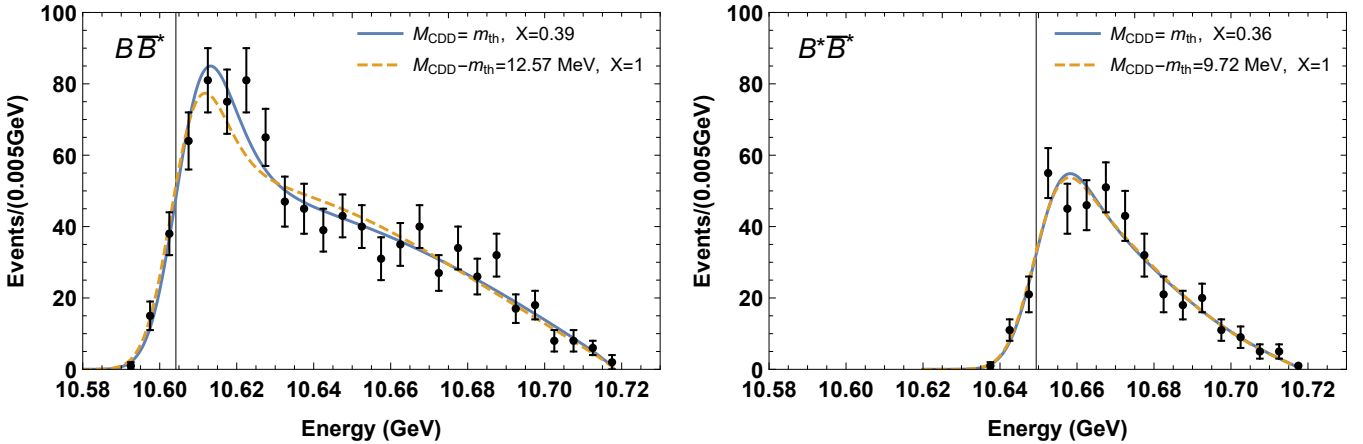 100
80
60
40
20
0
Events/(0.005GeV)
B B̅*
M_CDD= m_th, X=0.39
M_CDD−m_th=12.57 MeV, X=1
10.58 10.60 10.62 10.64 10.66 10.68 10.70 10.72
Energy (GeV)
100
80
60
40
20
0
Events/(0.005GeV)
B* B̅*
M_CDD= m_th, X=0.36
M_CDD−m_th=9.72 MeV, X=1
10.58 10.60 10.62 10.64 10.66 10.68 10.70 10.72
Energy (GeV)